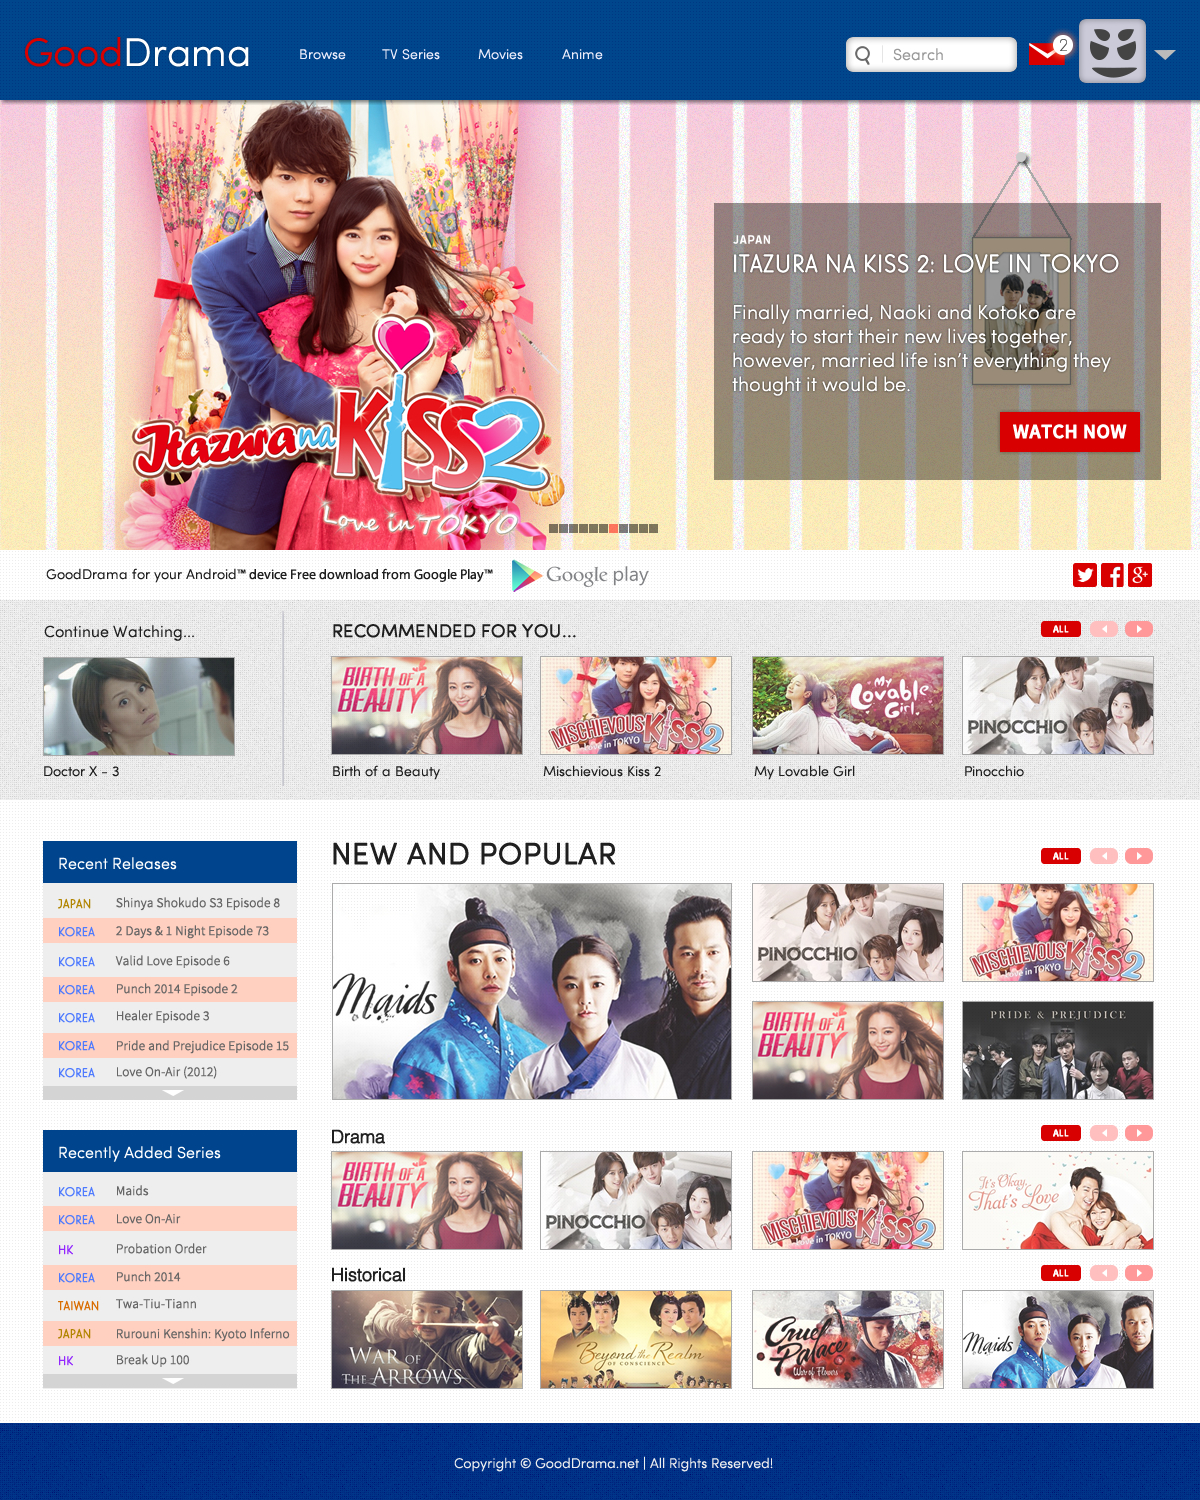 GoodDrama
Browse
TV Series
Movies
Anime
Search
2
JAPAN
ITAZURA NA KISS 2: LOVE IN TOKYO
Finally married, Naoki and Kotoko are
ready to start their new lives together,
however, married life isn't everything they
thought it would be.
WATCH NOW
Itazura na KISS2
Love in TOKYO
GoodDrama for your Android™ device Free download from Google Play™
Google play
Continue Watching...
Doctor X - 3
RECOMMENDED FOR YOU...
ALL
BIRTH OF A
BEAUTY
MISCHIEVOUS KISS 2
Love in TOKYO
My
Lovable
Girl.
PINOCCHIO
Birth of a Beauty
Mischievious Kiss 2
My Lovable Girl
Pinocchio
Recent Releases
JAPAN Shinya Shokudo S3 Episode 8
KOREA 2 Days & 1 Night Episode 73
KOREA Valid Love Episode 6
KOREA Punch 2014 Episode 2
KOREA Healer Episode 3
KOREA Pride and Prejudice Episode 15
KOREA Love On-Air (2012)
NEW AND POPULAR
ALL
Maids
PINOCCHIO
MISCHIEVOUS KISS 2
Love in TOKYO
BIRTH OF A
BEAUTY
PRIDE & PREJUDICE
Recently Added Series
KOREA Maids
KOREA Love On-Air
HK Probation Order
KOREA Punch 2014
TAIWAN Twa-Tiu-Tiann
JAPAN Rurouni Kenshin: Kyoto Inferno
HK Break Up 100
Drama
ALL
BIRTH OF A
BEAUTY
PINOCCHIO
MISCHIEVOUS KISS 2
Love in TOKYO
It's Okay,
That's Love
Historical
ALL
WAR OF
THE ARROWS
Beyond the Realm
OF CONSCIENCE
Cruel
Palace
War of Flowers
Maids
Copyright © GoodDrama.net | All Rights Reserved!